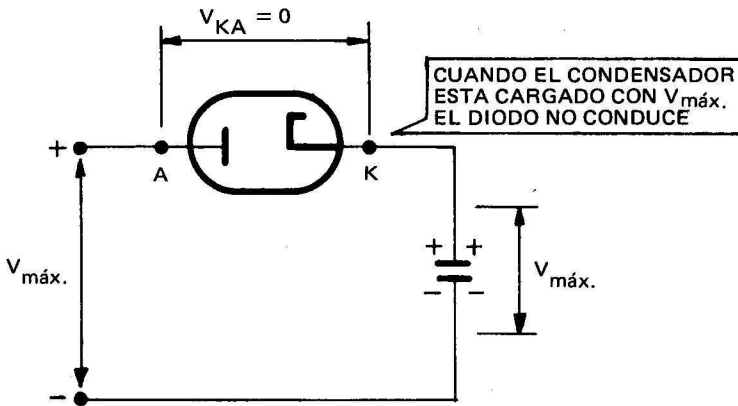 V_KA = 0
CUANDO EL CONDENSADOR
ESTA CARGADO CON V_máx.
EL DIODO NO CONDUCE
+
A
K
+ +
V_máx.
- -
V_máx.
-